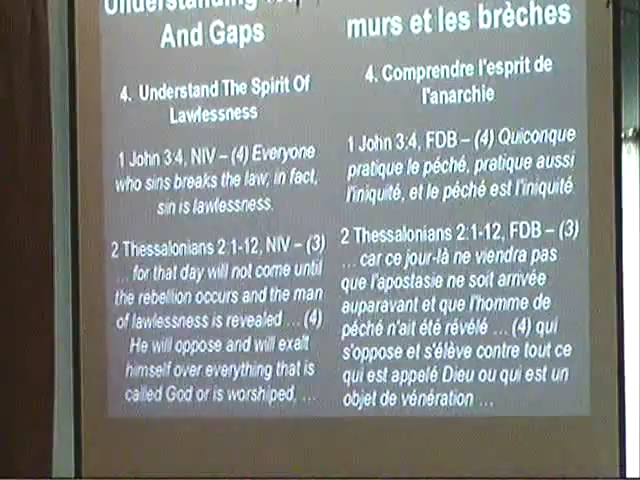 Understanding
And Gaps
4. Understand The Spirit Of
Lawlessness
1 John 3:4, NIV – (4) Everyone
who sins breaks the law; in fact,
sin is lawlessness.
2 Thessalonians 2:1-12, NIV – (3)
... for that day will not come until
the rebellion occurs and the man
of lawlessness is revealed ... (4)
He will oppose and will exalt
himself over everything that is
called God or is worshiped, ...
murs et les brèches
4. Comprendre l'esprit de
l'anarchie
1 John 3:4, FDB – (4) Quiconque
pratique le péché, pratique aussi
l'iniquité, et le péché est l'iniquité
2 Thessalonians 2:1-12, FDB – (3)
... car ce jour-là ne viendra pas
que l'apostasie ne soit arrivée
auparavant et que l'homme de
péché n'ait été révélé ... (4) qui
s'oppose et s'élève contre tout ce
qui est appelé Dieu ou qui est un
objet de vénération ...